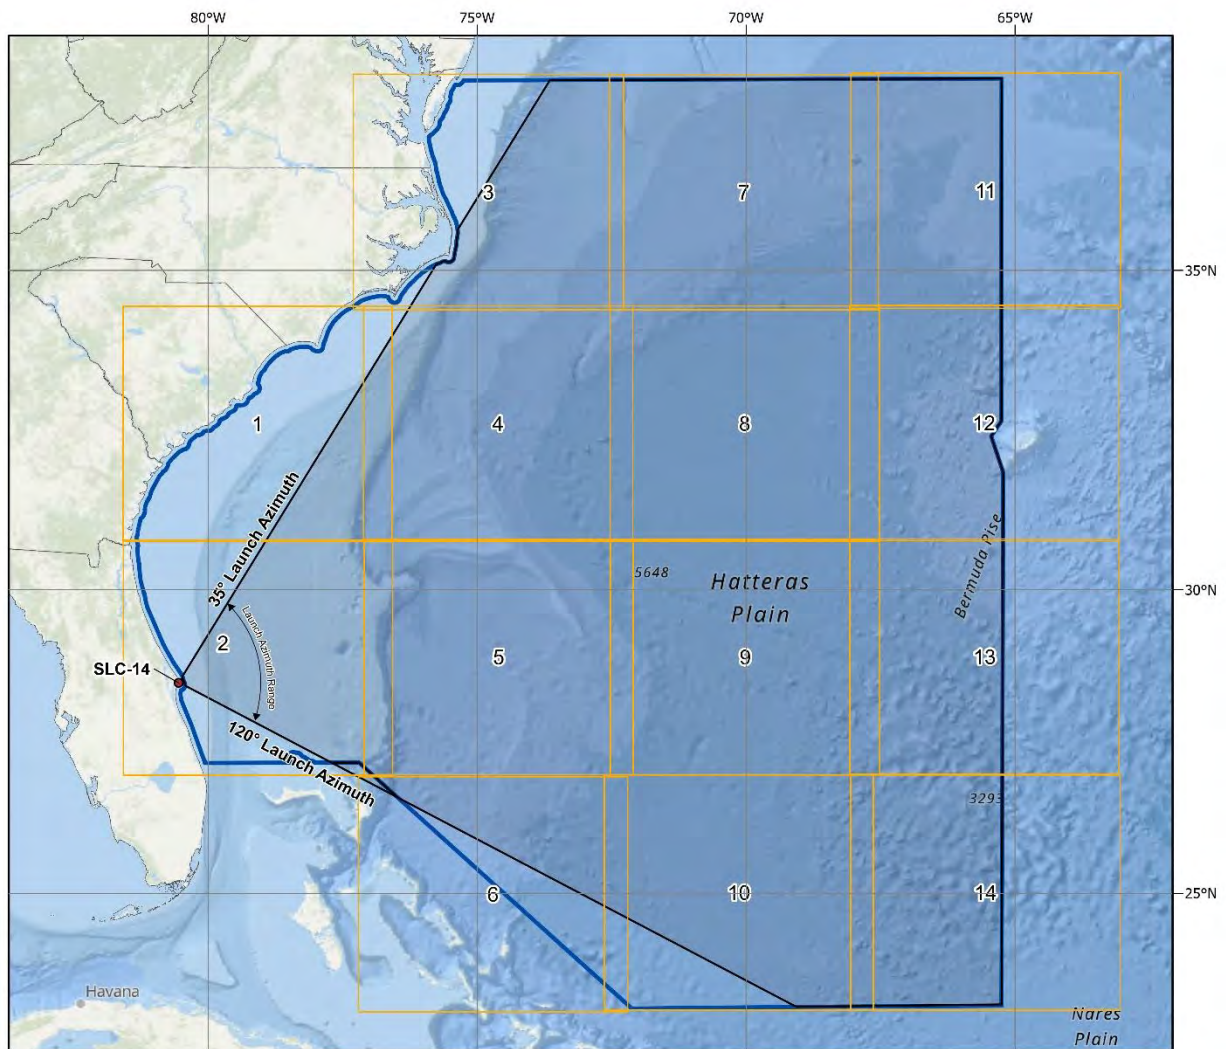 80°W
75°W
70°W
65°W
3
7
11
35°N
1
4
8
12
35° Launch Azimuth
Bermuda Pise
5648
Hatteras
Plain
30°N
Launch Azimuth Range
2
5
9
13
SLC-14
120° Launch Azimuth
3293
6
10
14
25°N
Havana
Nares
Plain